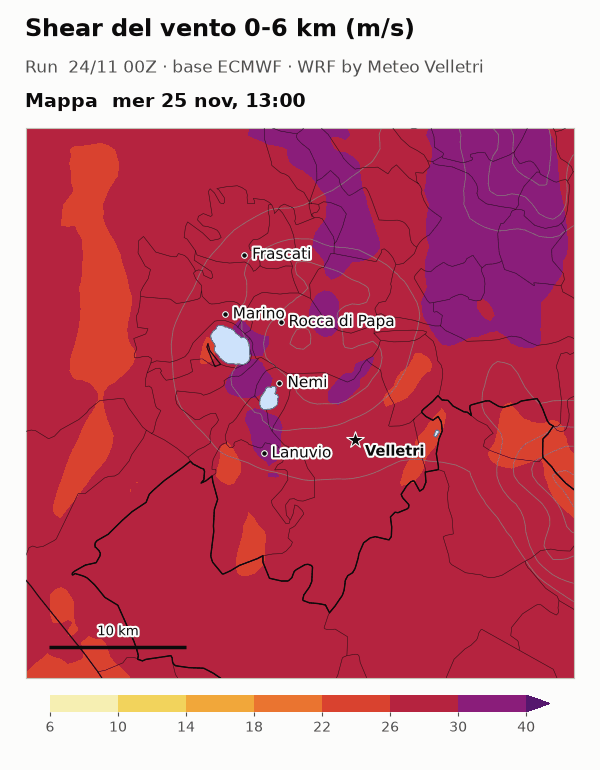 Shear del vento 0-6 km (m/s)
Run  24/11 00Z · base ECMWF · WRF by Meteo Velletri
Mappa  mer 25 nov, 13:00
Frascati
Marino
Rocca di Papa
Nemi
Velletri
Lanuvio
10 km
6 10 14 18 22 26 30 40